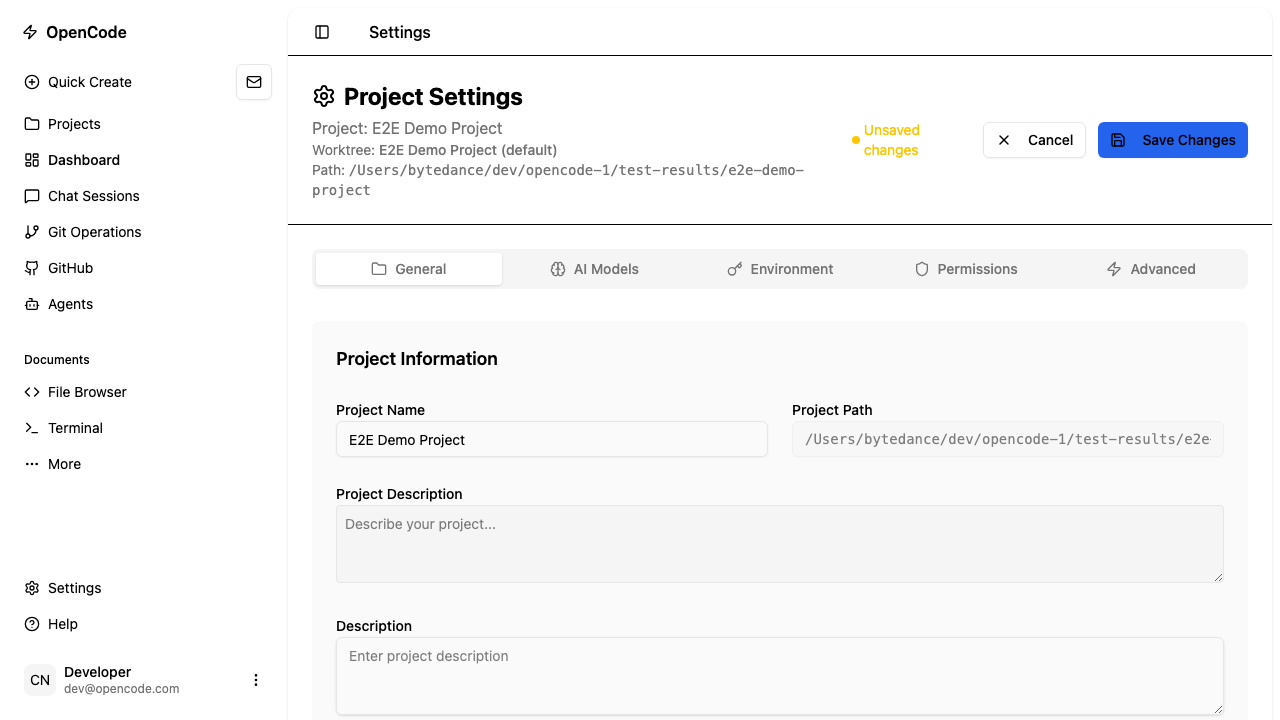 OpenCode
Quick Create
Projects
Dashboard
Chat Sessions
Git Operations
GitHub
Agents
Documents
File Browser
Terminal
More
Settings
Help
CN
Developer
dev@opencode.com
Settings
Project Settings
Project: E2E Demo Project
Worktree: E2E Demo Project (default)
Path: /Users/bytedance/dev/opencode-1/test-results/e2e-demo-
project
Unsaved
changes
Cancel
Save Changes
General
AI Models
Environment
Permissions
Advanced
Project Information
Project Name
E2E Demo Project
Project Path
/Users/bytedance/dev/opencode-1/test-results/e2e-
Project Description
Describe your project...
Description
Enter project description